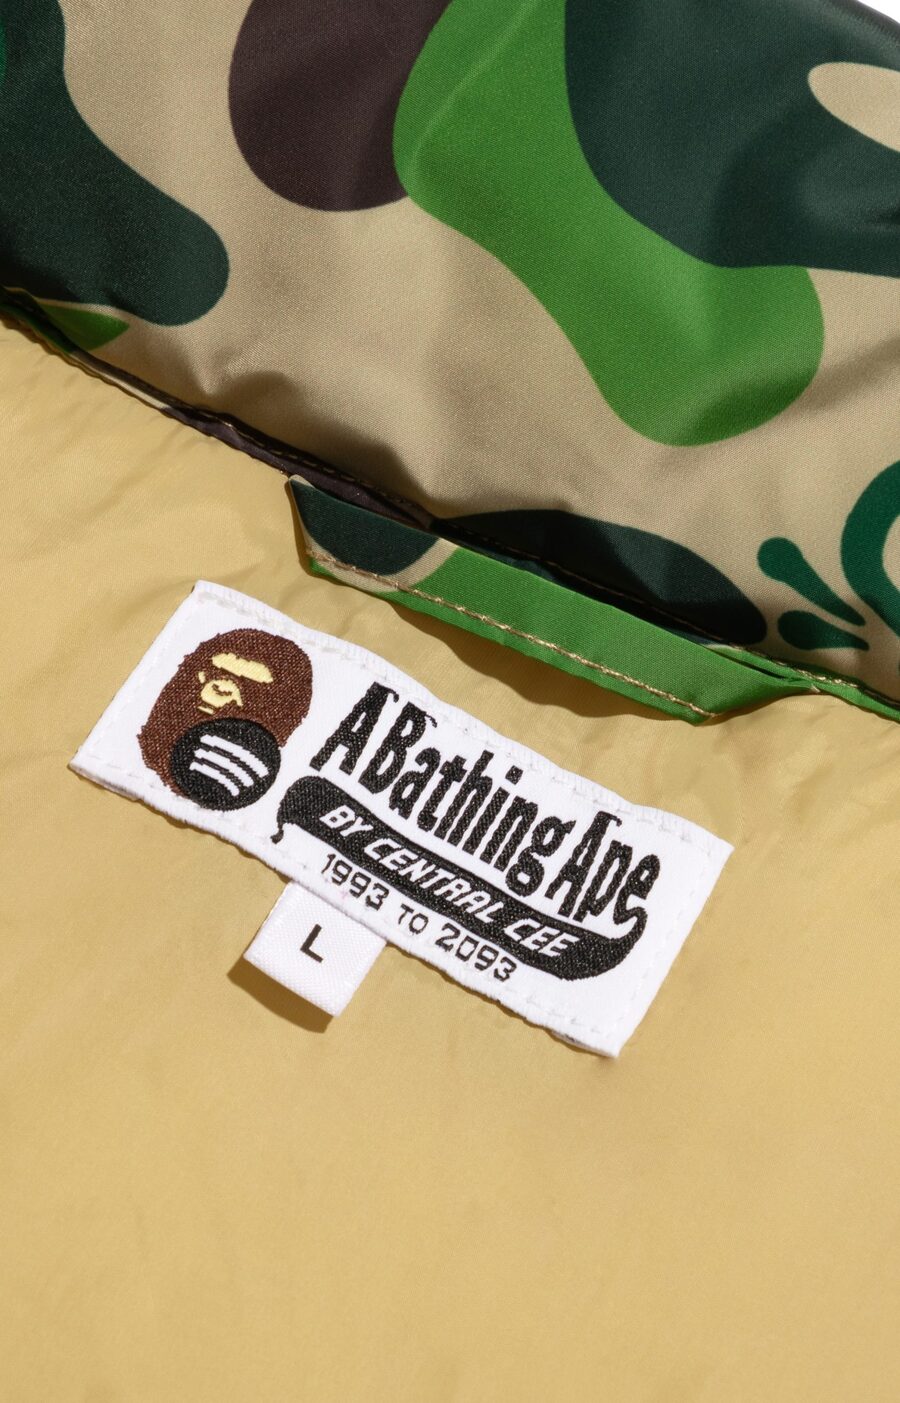 A Bathing Ape
BY CENTRAL CEE
1993 TO 2093
L